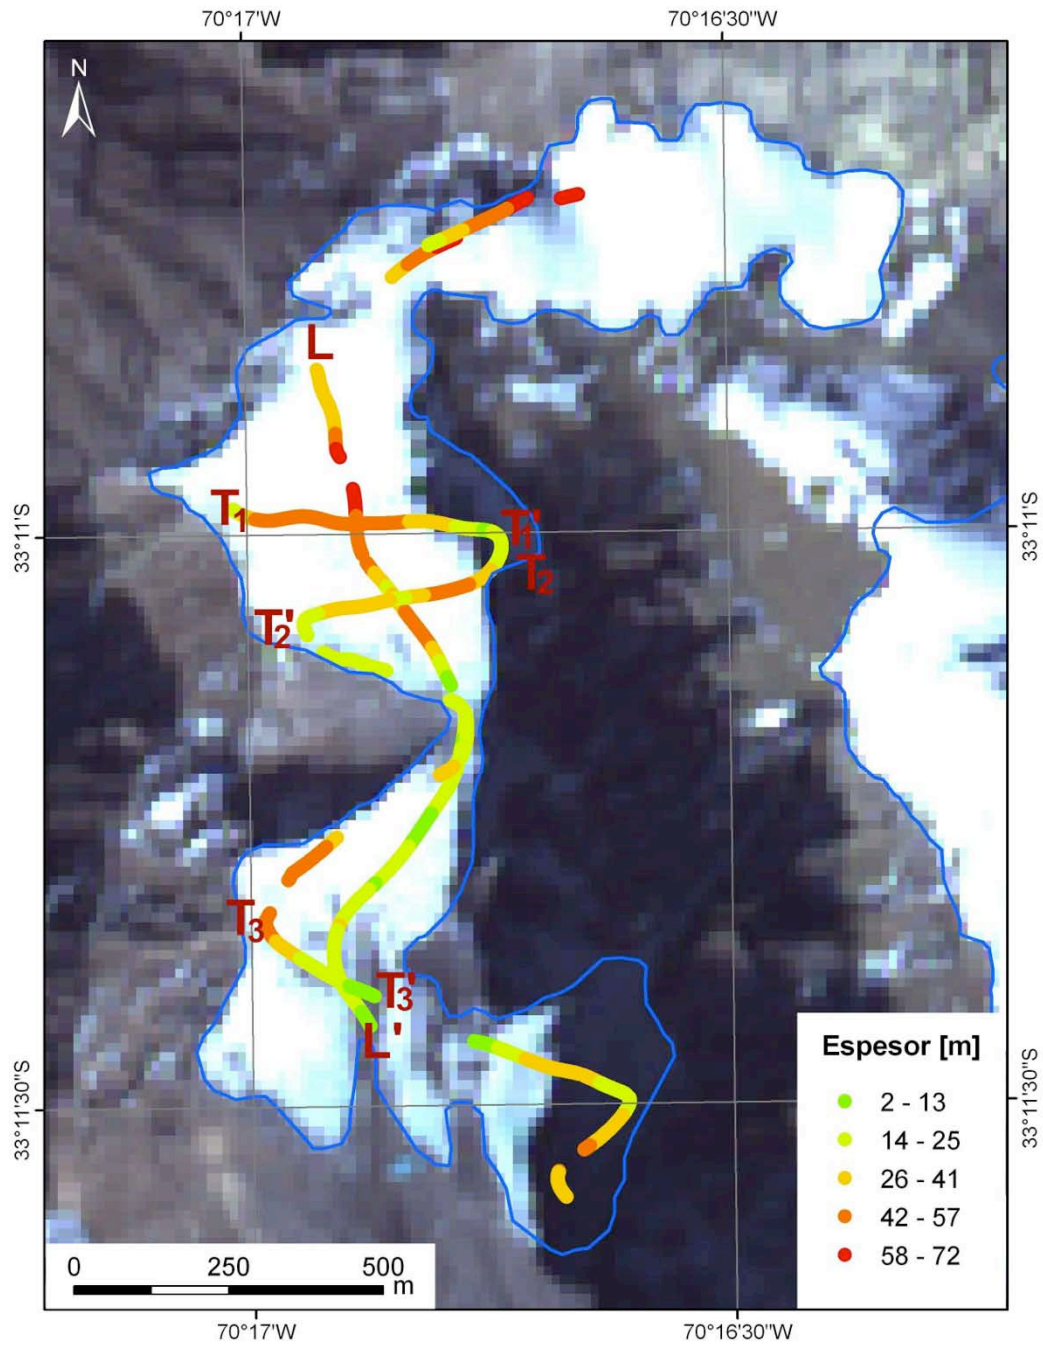 70°17'W
70°16'30"W
N
L
T1
T1'
33°11'S
33°11'S
T2
T2'
T3
T3'
L'
Espesor [m]
33°11'30"S
33°11'30"S
2 - 13
14 - 25
26 - 41
42 - 57
58 - 72
0 250 500
m
70°17'W
70°16'30"W